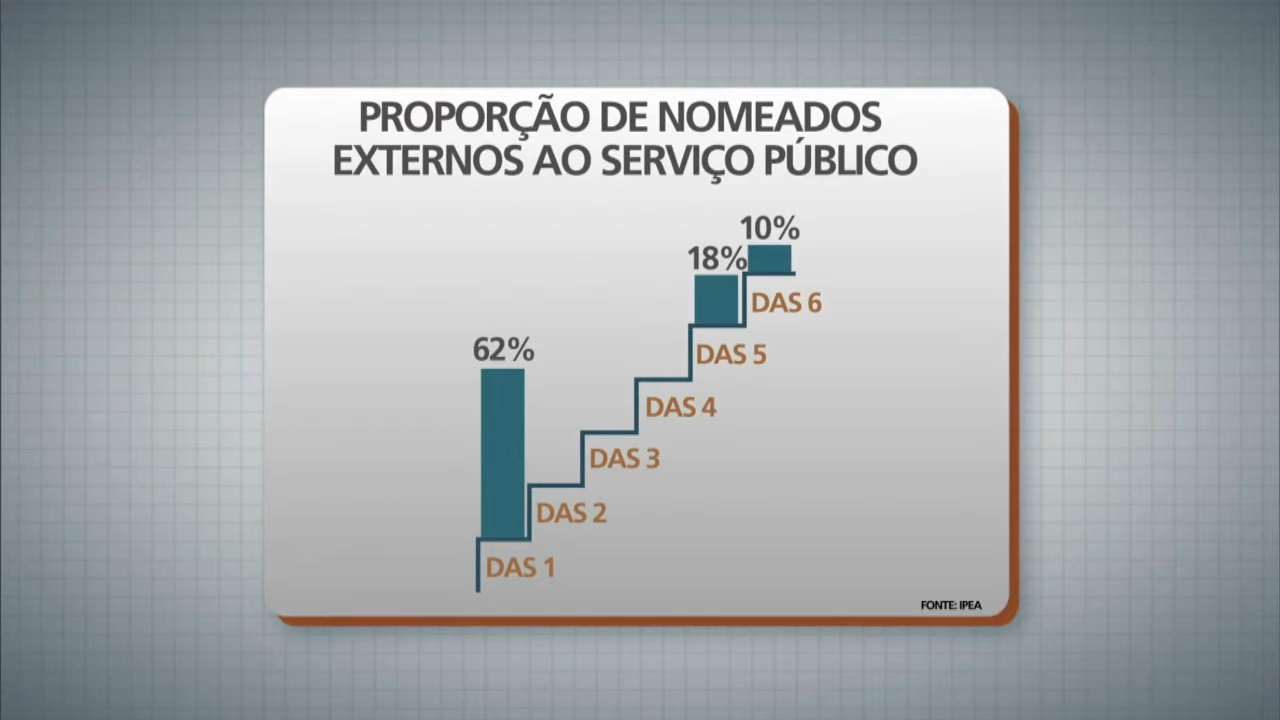 PROPORÇÃO DE NOMEADOS
EXTERNOS AO SERVIÇO PÚBLICO
10%
18%
DAS 6
62%
DAS 5
DAS 4
DAS 3
DAS 2
DAS 1
FONTE: IPEA